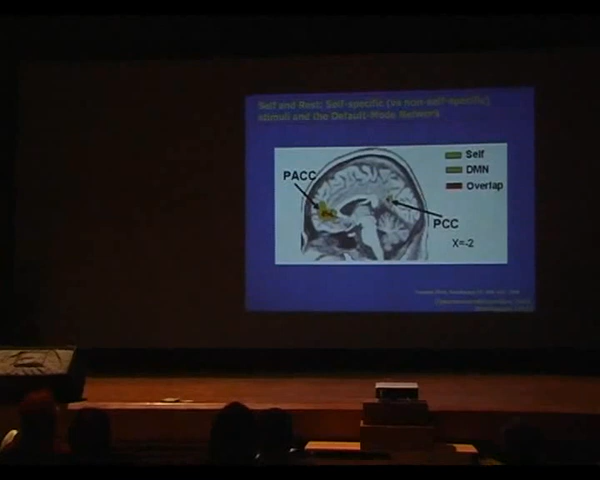 Self and Rest: Self-specific (vs non-self-specific)
stimuli and the Default-Mode Network
Self
DMN
Overlap
PACC
PCC
X=-2